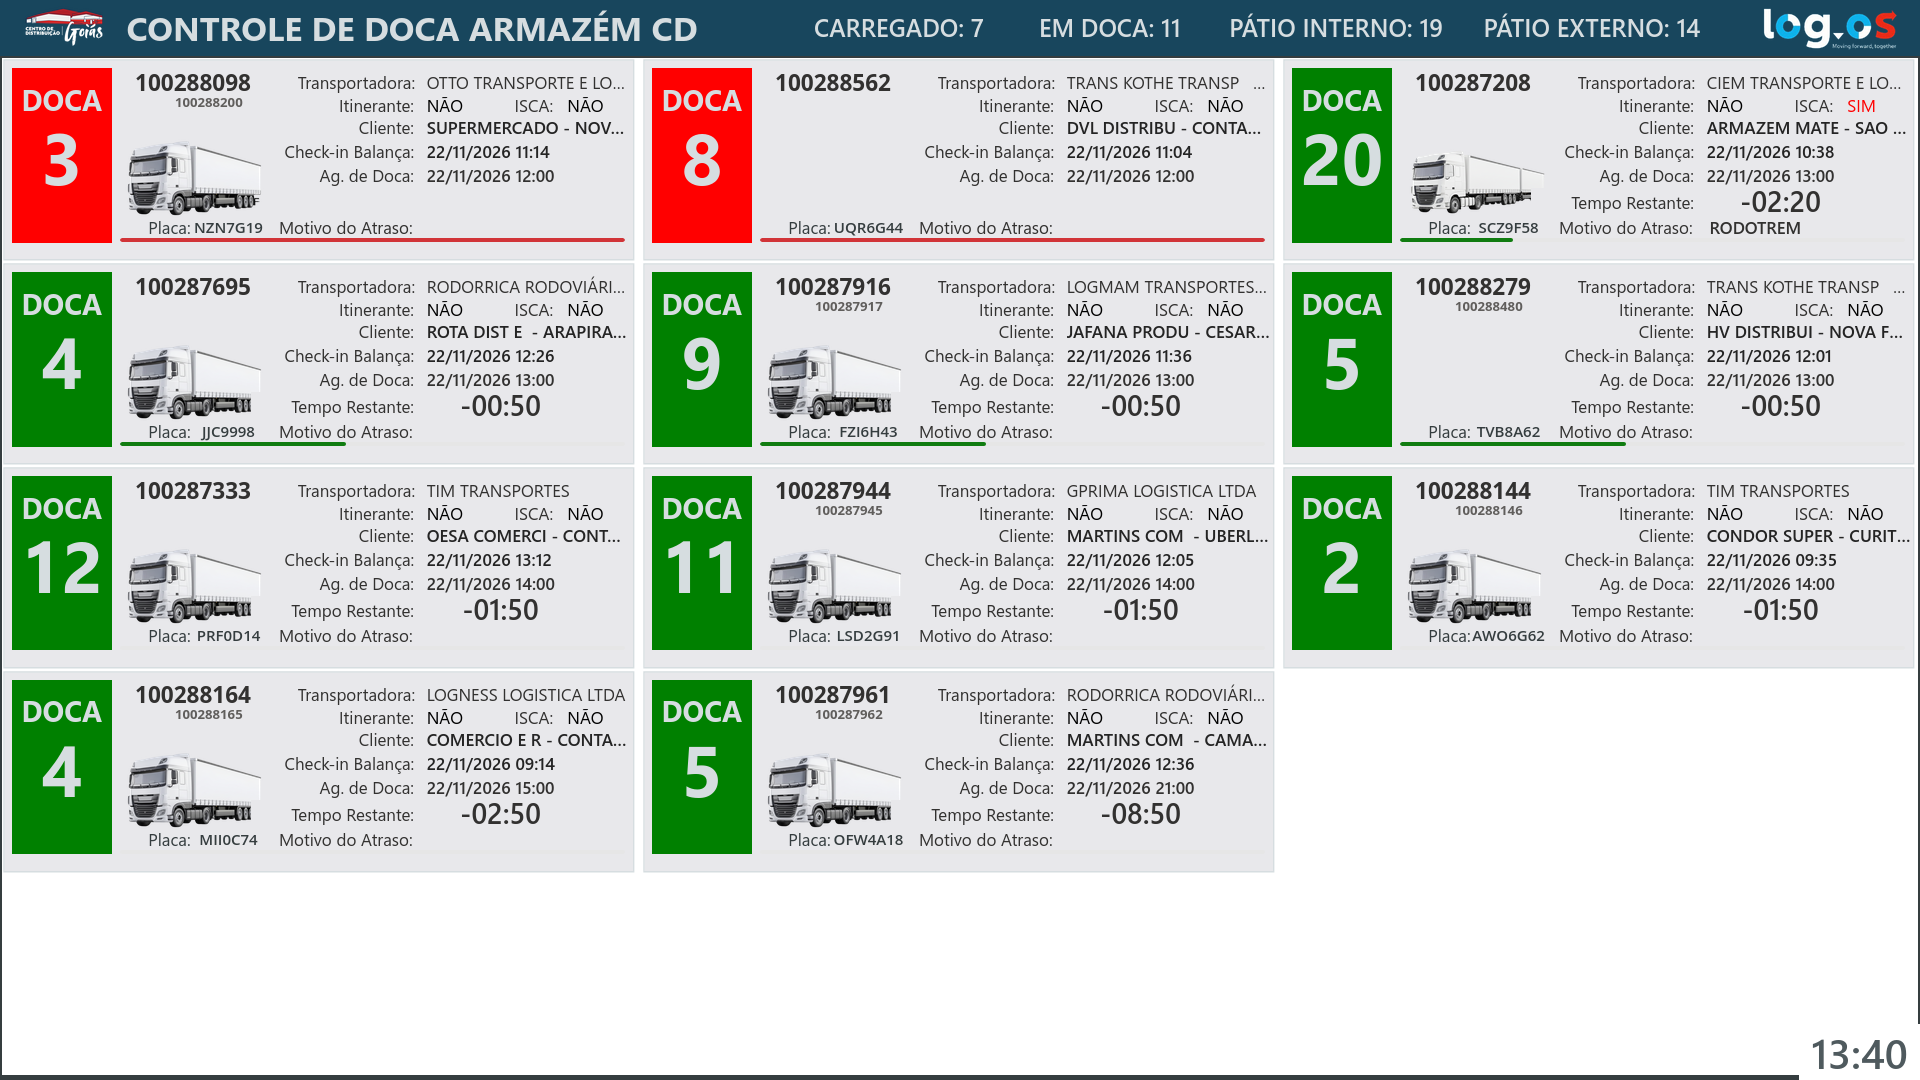 CENTRO DE DISTRIBUIÇÃO Goiás
CONTROLE DE DOCA ARMAZÉM CD
CARREGADO: 7
EM DOCA: 11
PÁTIO INTERNO: 19
PÁTIO EXTERNO: 14
log.os
Moving forward, together
DOCA
3
100288098
100288200
Transportadora: OTTO TRANSPORTE E LO...
Itinerante: NÃO ISCA: NÃO
Cliente: SUPERMERCADO - NOV...
Check-in Balança: 22/11/2026 11:14
Ag. de Doca: 22/11/2026 12:00
Placa: NZN7G19 Motivo do Atraso:
DOCA
8
100288562
Transportadora: TRANS KOTHE TRANSP ...
Itinerante: NÃO ISCA: NÃO
Cliente: DVL DISTRIBU - CONTA...
Check-in Balança: 22/11/2026 11:04
Ag. de Doca: 22/11/2026 12:00
Placa: UQR6G44 Motivo do Atraso:
DOCA
20
100287208
Transportadora: CIEM TRANSPORTE E LO...
Itinerante: NÃO ISCA: SIM
Cliente: ARMAZEM MATE - SAO ...
Check-in Balança: 22/11/2026 10:38
Ag. de Doca: 22/11/2026 13:00
Tempo Restante: -02:20
Placa: SCZ9F58 Motivo do Atraso: RODOTREM
DOCA
4
100287695
Transportadora: RODORRICA RODOVIÁRI...
Itinerante: NÃO ISCA: NÃO
Cliente: ROTA DIST E - ARAPIRA...
Check-in Balança: 22/11/2026 12:26
Ag. de Doca: 22/11/2026 13:00
Tempo Restante: -00:50
Placa: JJC9998 Motivo do Atraso:
DOCA
9
100287916
100287917
Transportadora: LOGMAM TRANSPORTES...
Itinerante: NÃO ISCA: NÃO
Cliente: JAFANA PRODU - CESAR...
Check-in Balança: 22/11/2026 11:36
Ag. de Doca: 22/11/2026 13:00
Tempo Restante: -00:50
Placa: FZI6H43 Motivo do Atraso:
DOCA
5
100288279
100288480
Transportadora: TRANS KOTHE TRANSP ...
Itinerante: NÃO ISCA: NÃO
Cliente: HV DISTRIBUI - NOVA F...
Check-in Balança: 22/11/2026 12:01
Ag. de Doca: 22/11/2026 13:00
Tempo Restante: -00:50
Placa: TVB8A62 Motivo do Atraso:
DOCA
12
100287333
Transportadora: TIM TRANSPORTES
Itinerante: NÃO ISCA: NÃO
Cliente: OESA COMERCI - CONT...
Check-in Balança: 22/11/2026 13:12
Ag. de Doca: 22/11/2026 14:00
Tempo Restante: -01:50
Placa: PRF0D14 Motivo do Atraso:
DOCA
11
100287944
100287945
Transportadora: GPRIMA LOGISTICA LTDA
Itinerante: NÃO ISCA: NÃO
Cliente: MARTINS COM - UBERL...
Check-in Balança: 22/11/2026 12:05
Ag. de Doca: 22/11/2026 14:00
Tempo Restante: -01:50
Placa: LSD2G91 Motivo do Atraso:
DOCA
2
100288144
100288146
Transportadora: TIM TRANSPORTES
Itinerante: NÃO ISCA: NÃO
Cliente: CONDOR SUPER - CURIT...
Check-in Balança: 22/11/2026 09:35
Ag. de Doca: 22/11/2026 14:00
Tempo Restante: -01:50
Placa: AWO6G62 Motivo do Atraso:
DOCA
4
100288164
100288165
Transportadora: LOGNESS LOGISTICA LTDA
Itinerante: NÃO ISCA: NÃO
Cliente: COMERCIO E R - CONTA...
Check-in Balança: 22/11/2026 09:14
Ag. de Doca: 22/11/2026 15:00
Tempo Restante: -02:50
Placa: MII0C74 Motivo do Atraso:
DOCA
5
100287961
100287962
Transportadora: RODORRICA RODOVIÁRI...
Itinerante: NÃO ISCA: NÃO
Cliente: MARTINS COM - CAMA...
Check-in Balança: 22/11/2026 12:36
Ag. de Doca: 22/11/2026 21:00
Tempo Restante: -08:50
Placa: OFW4A18 Motivo do Atraso:
13:40